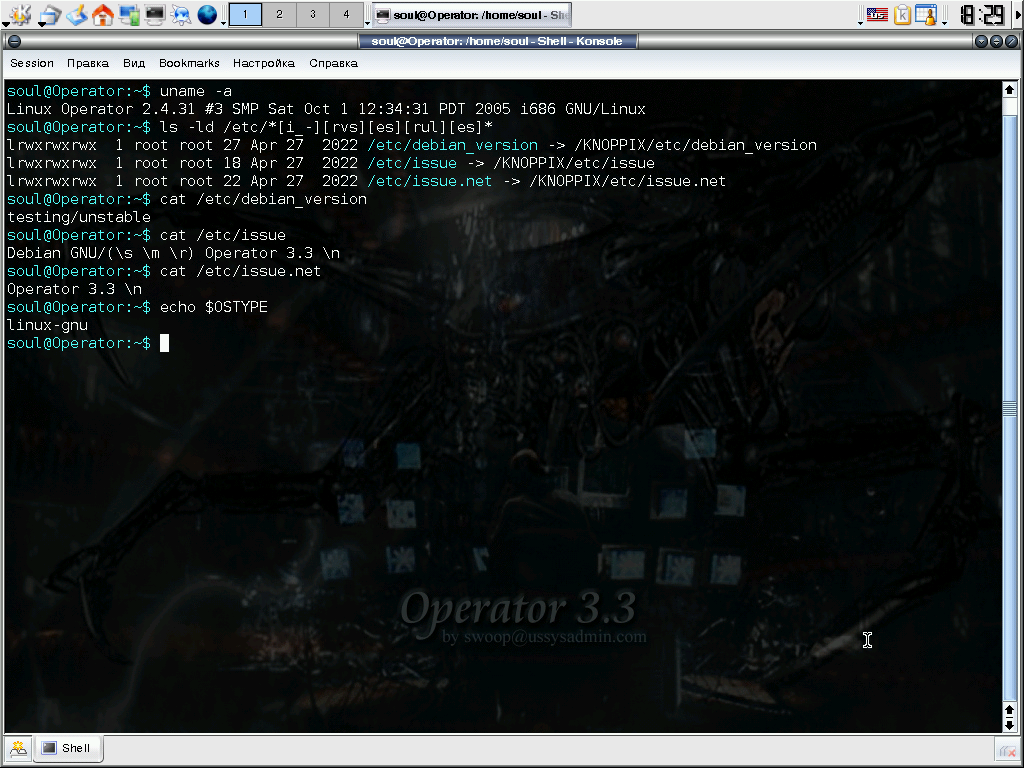 1 2 3 4 soul@Operator: /home/soul - She 18:29
soul@Operator: /home/soul - Shell - Konsole
Session Правка Вид Bookmarks Настройка Справка
soul@Operator:~$ uname -a
Linux Operator 2.4.31 #3 SMP Sat Oct 1 12:34:31 PDT 2005 i686 GNU/Linux
soul@Operator:~$ ls -ld /etc/*[i_-][rvs][es][rul][es]*
lrwxrwxrwx  1 root root 27 Apr 27  2022 /etc/debian_version -> /KNOPPIX/etc/debian_version
lrwxrwxrwx  1 root root 18 Apr 27  2022 /etc/issue -> /KNOPPIX/etc/issue
lrwxrwxrwx  1 root root 22 Apr 27  2022 /etc/issue.net -> /KNOPPIX/etc/issue.net
soul@Operator:~$ cat /etc/debian_version
testing/unstable
soul@Operator:~$ cat /etc/issue
Debian GNU/(\s \m \r) Operator 3.3 \n
soul@Operator:~$ cat /etc/issue.net
Operator 3.3 \n
soul@Operator:~$ echo $OSTYPE
linux-gnu
soul@Operator:~$
Operator 3.3
by swoop@ussysadmin.com
Shell